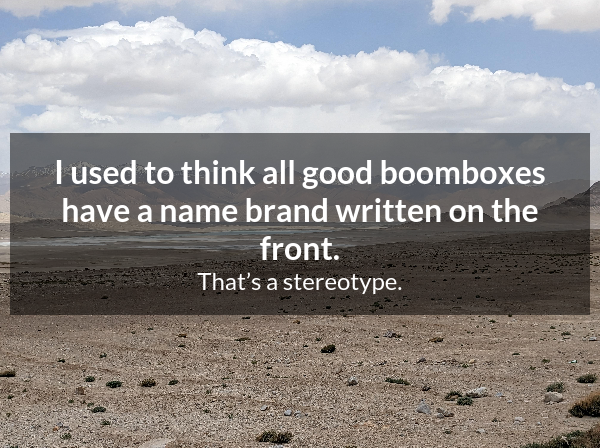 I used to think all good boomboxes
have a name brand written on the
front.
That’s a stereotype.